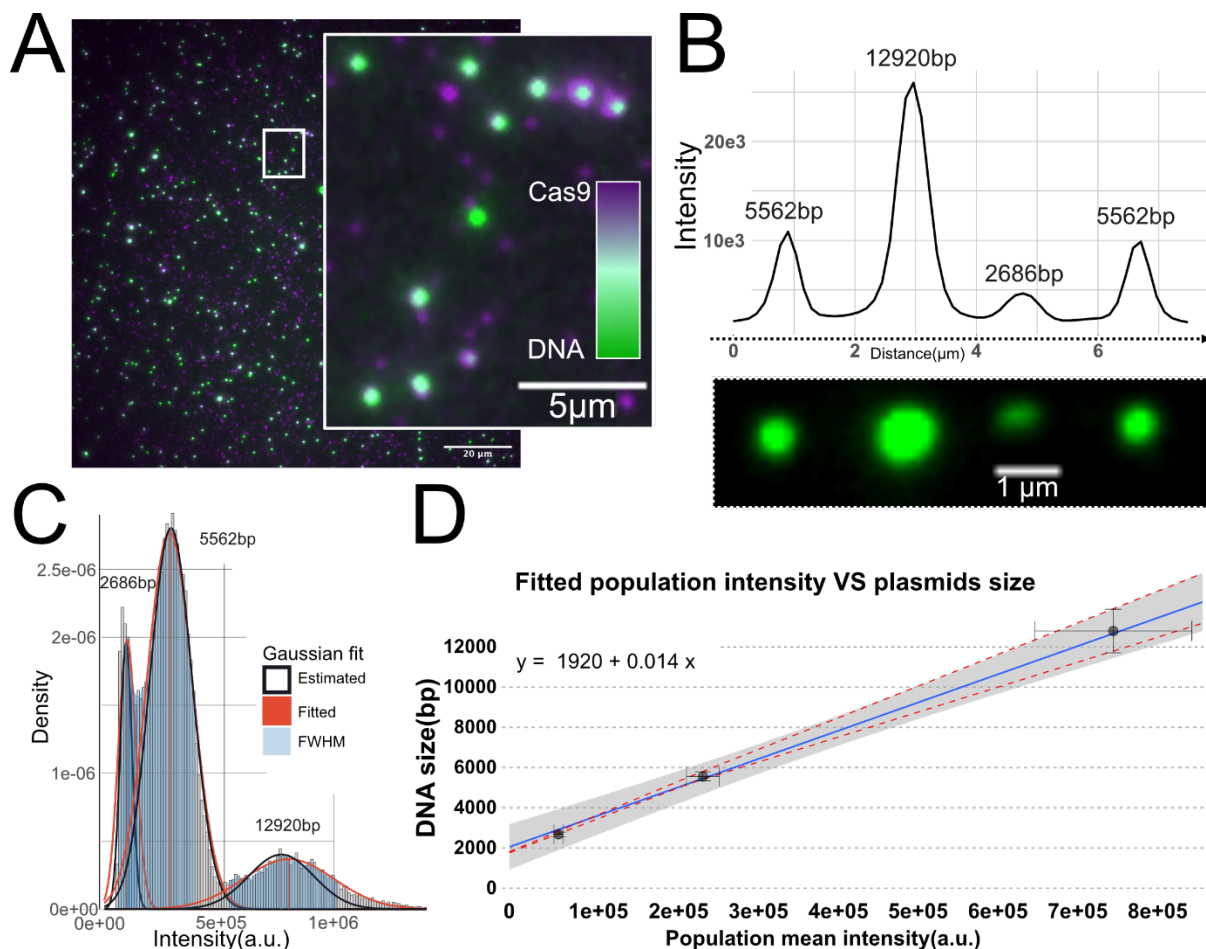 A
Cas9
DNA
5µm
20 µm
B
12920bp
20e3
Intensity
5562bp
5562bp
10e3
2686bp
0
2
4
6
Distance(µm)
1 µm
C
5562bp
2.5e-06
2686bp
2e-06
Gaussian fit
Estimated
Fitted
FWHM
Density
1e-06
12920bp
0e+00
0e+00
5e+05
1e+06
Intensity(a.u.)
D
Fitted population intensity VS plasmids size
y = 1920 + 0.014 x
12000
10000
8000
6000
4000
2000
0
DNA size(bp)
0
1e+05
2e+05
3e+05
4e+05
5e+05
6e+05
7e+05
8e+05
Population mean intensity(a.u.)